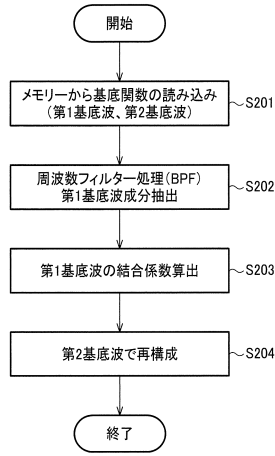 開始
メモリーから基底関数の読み込み
(第1基底波、第2基底波)
S201
周波数フィルター処理(BPF)
第1基底波成分抽出
S202
第1基底波の結合係数算出
S203
第2基底波で再構成
S204
終了